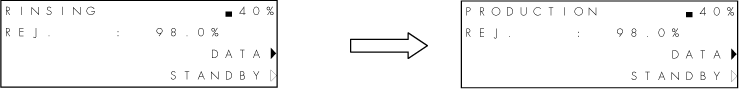 RINSING ▄ 40%
REJ. : 98.0%
DATA ▶
STANDBY ▷
PRODUCTION ▄ 40%
REJ. : 98.0%
DATA ▶
STANDBY ▷